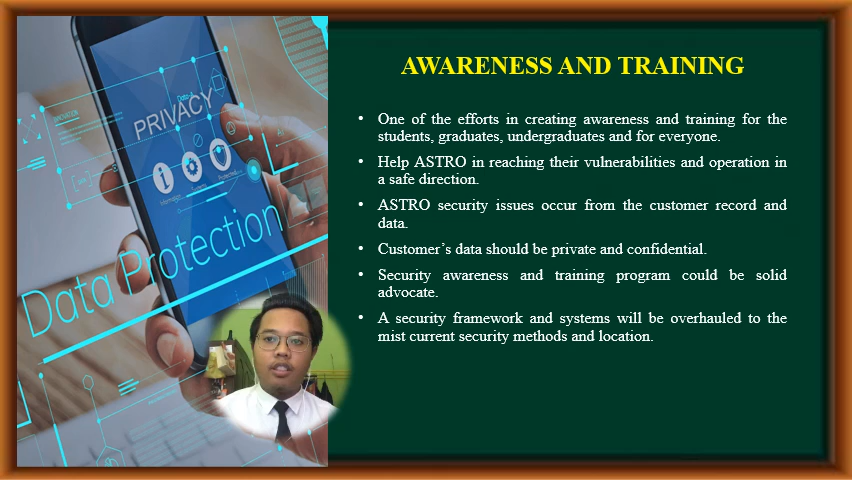 AWARENESS AND TRAINING
• One of the efforts in creating awareness and training for the
students, graduates, undergraduates and for everyone.
• Help ASTRO in reaching their vulnerabilities and operation in
a safe direction.
• ASTRO security issues occur from the customer record and
data.
• Customer’s data should be private and confidential.
• Security awareness and training program could be solid
advocate.
• A security framework and systems will be overhauled to the
mist current security methods and location.
PRIVACY
Data Protection